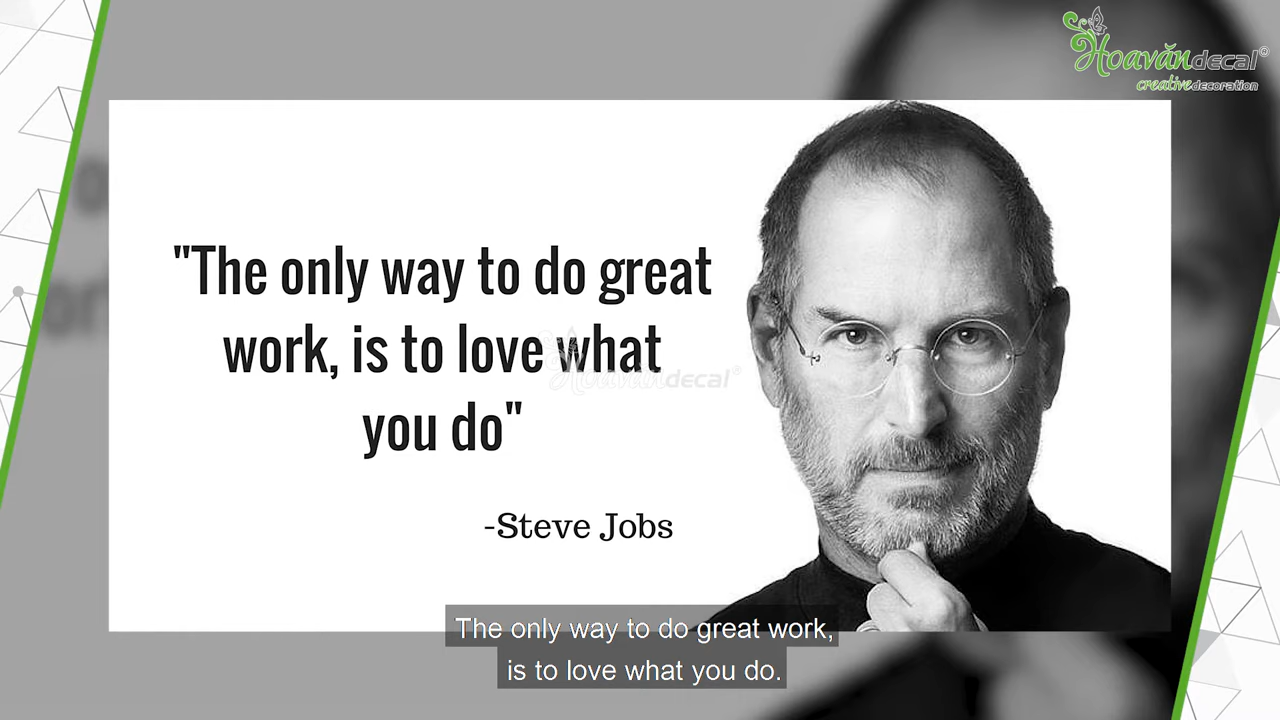 Hoavăndecal©
creativedecoration
"The only way to do great
work, is to love what
you do"
Hoavăndecal®
-Steve Jobs
The only way to do great work,
is to love what you do.